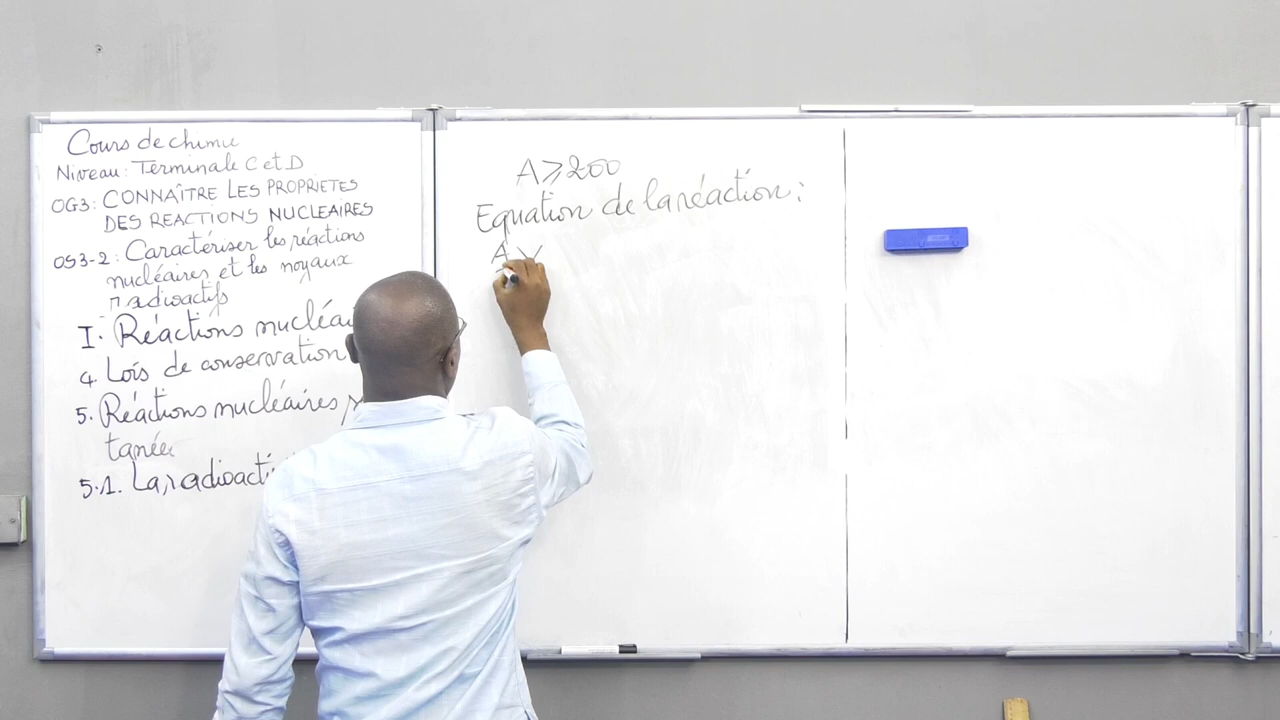 Cours de chimie
Niveau: Terminale C et D
OG3: CONNAÎTRE LES PROPRIETES
DES REACTIONS NUCLEAIRES
OS3-2: Caractériser les réactions
nucléaires et les noyaux
radioactifs
I. Réactions nucléai
4. Lois de conservation
5. Réactions nucléaires
tanées
5.1. La radioacti
A ⩾ 200
Equation de la réaction :
A